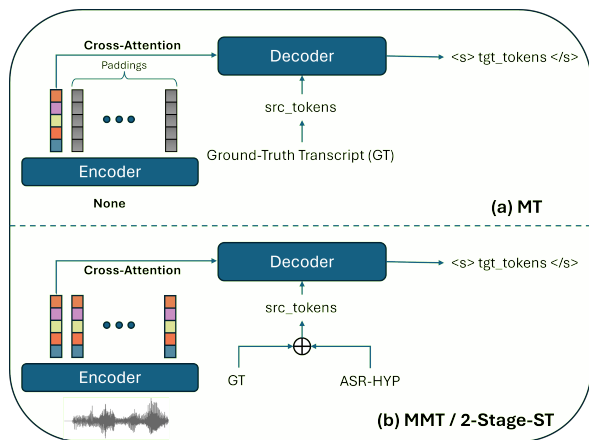 Cross-Attention
Decoder
<s> tgt_tokens </s>
Paddings
src_tokens
Ground-Truth Transcript (GT)
Encoder
None
(a) MT
Cross-Attention
Decoder
<s> tgt_tokens </s>
src_tokens
Encoder
GT
ASR-HYP
(b) MMT / 2-Stage-ST